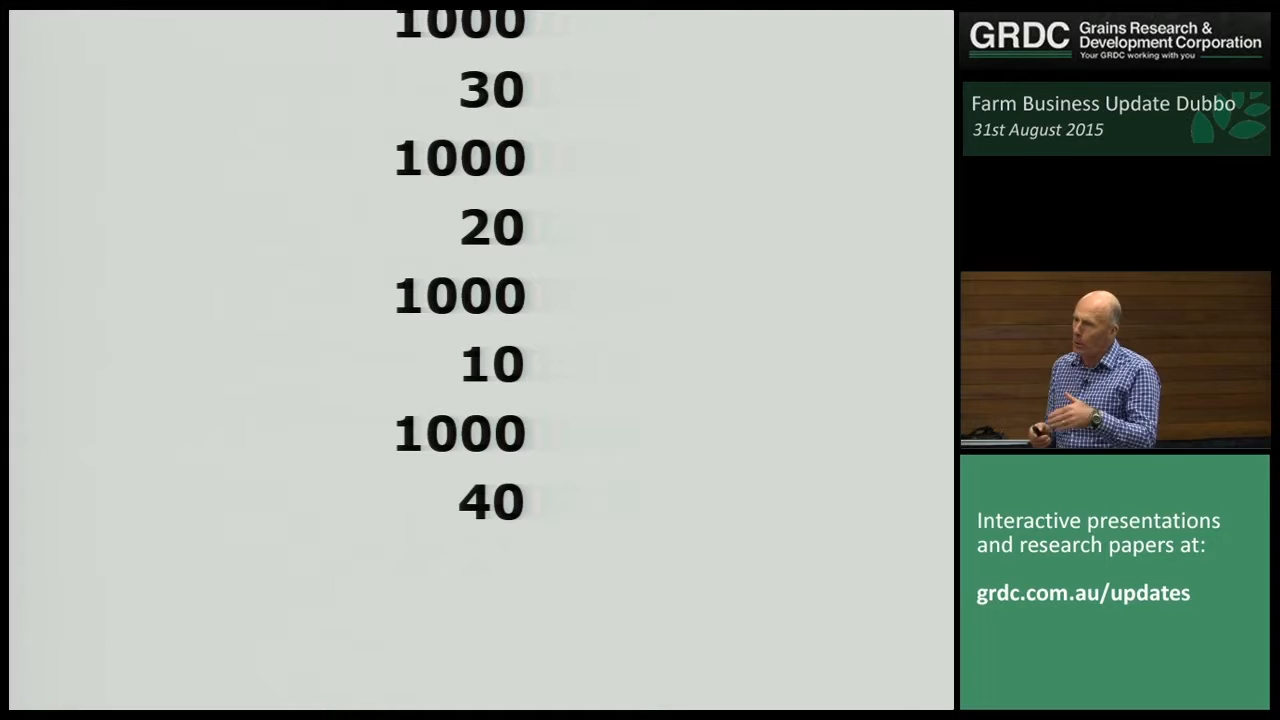 1000
30
1000
20
1000
10
1000
40
GRDC
Grains Research &
Development Corporation
Your GRDC working with you
Farm Business Update Dubbo
31st August 2015
Interactive presentations
and research papers at:
grdc.com.au/updates